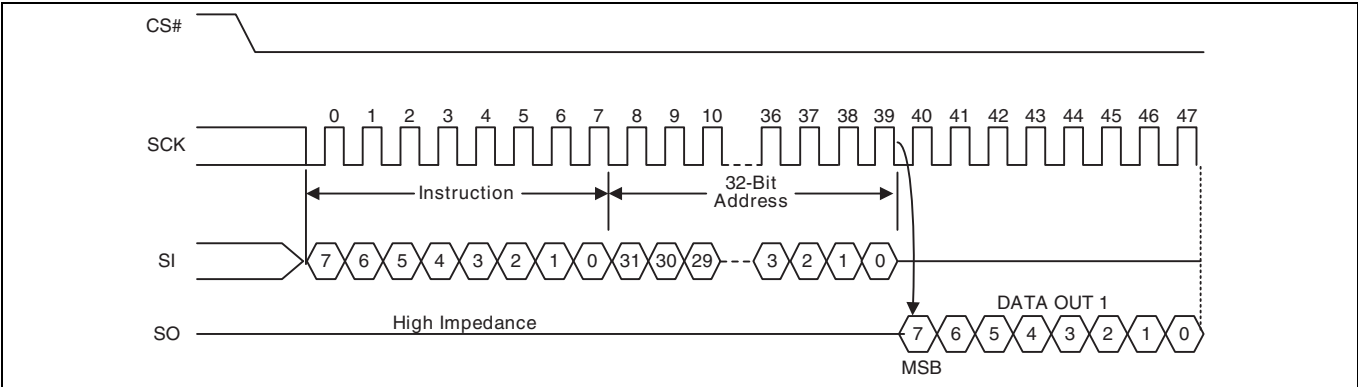 CS#
0 1 2 3 4 5 6 7 8 9 10 36 37 38 39 40 41 42 43 44 45 46 47
SCK
Instruction
32-Bit
Address
SI
7 6 5 4 3 2 1 0 31 30 29 3 2 1 0
DATA OUT 1
High Impedance
SO
7 6 5 4 3 2 1 0
MSB